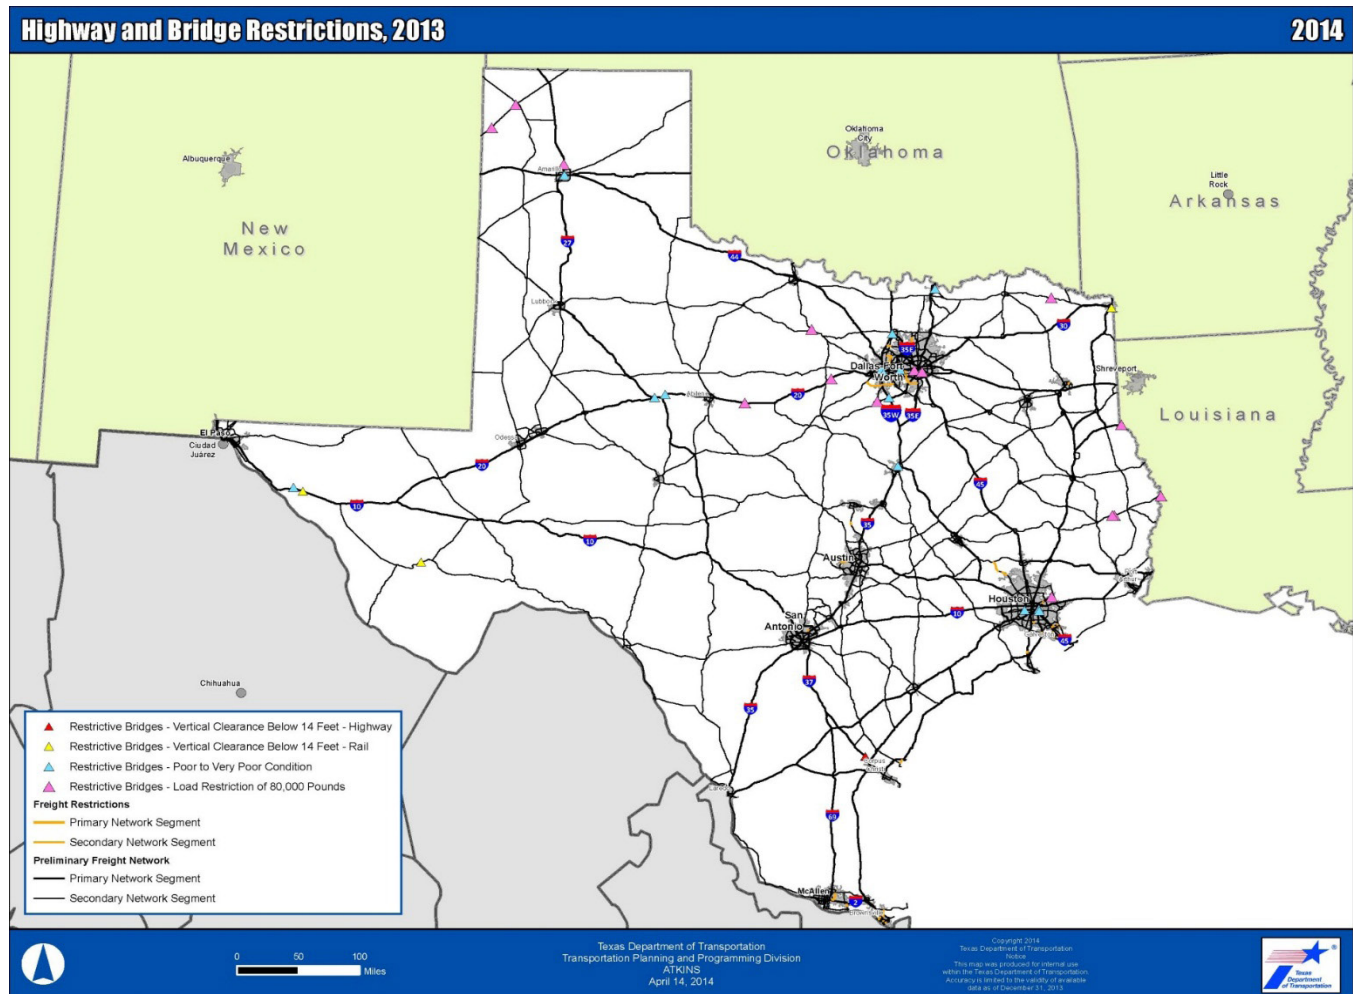 Highway and Bridge Restrictions, 2013
2014
Oklahoma
City
Oklahoma
Albuquerque
Little
Rock
Arkansas
New
Mexico
Amarillo
27
44
Lubbock
30
35E
Dallas Fort
Worth
Shreveport
Abilene
20
35W
35E
Louisiana
El Paso
Ciudad
Juárez
Odessa
20
10
45
10
35
Austin
Houston
San
Antonio
10
Galveston
45
37
35
Chihuahua
Corpus
Christi
Laredo
69
McAllen
2
Brownsville
Restrictive Bridges - Vertical Clearance Below 14 Feet - Highway
Restrictive Bridges - Vertical Clearance Below 14 Feet - Rail
Restrictive Bridges - Poor to Very Poor Condition
Restrictive Bridges - Load Restriction of 80,000 Pounds
Freight Restrictions
Primary Network Segment
Secondary Network Segment
Preliminary Freight Network
Primary Network Segment
Secondary Network Segment
0 50 100
Miles
Texas Department of Transportation
Transportation Planning and Programming Division
ATKINS
April 14, 2014
Copyright 2014
Texas Department of Transportation
Notice
This map was produced for internal use
within the Texas Department of Transportation.
Accuracy is limited to the validity of available
data as of December 31, 2013.
Texas
Department
of Transportation
®